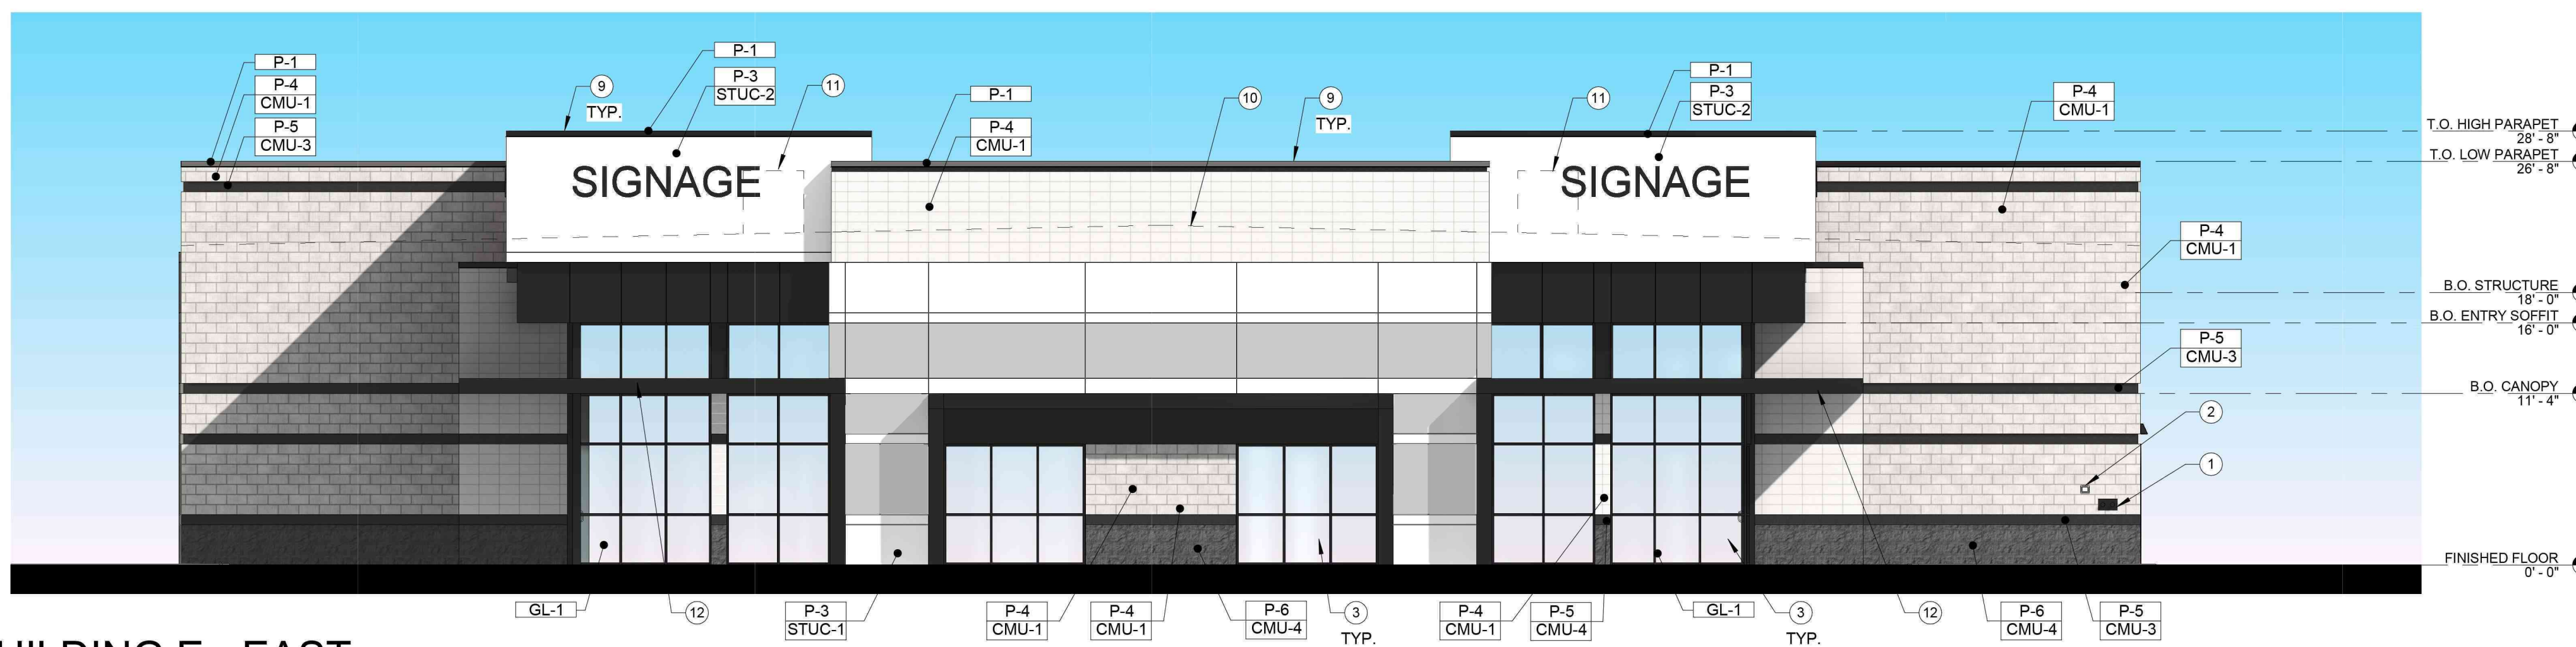 P-1
P-4
CMU-1
P-5
CMU-3
9
TYP.
P-1
P-3
STUC-2
11
P-1
P-4
CMU-1
10
9
TYP.
11
P-1
P-3
STUC-2
P-4
CMU-1
T.O. HIGH PARAPET
28' - 8"
T.O. LOW PARAPET
26' - 8"
SIGNAGE
SIGNAGE
P-4
CMU-1
B.O. STRUCTURE
18' - 0"
B.O. ENTRY SOFFIT
16' - 0"
P-5
CMU-3
B.O. CANOPY
11' - 4"
2
1
FINISHED FLOOR
0' - 0"
GL-1
12
P-3
STUC-1
P-4
CMU-1
P-4
CMU-1
P-6
CMU-4
3
TYP.
P-4
CMU-1
P-5
CMU-4
GL-1
3
TYP.
12
P-6
CMU-4
P-5
CMU-3